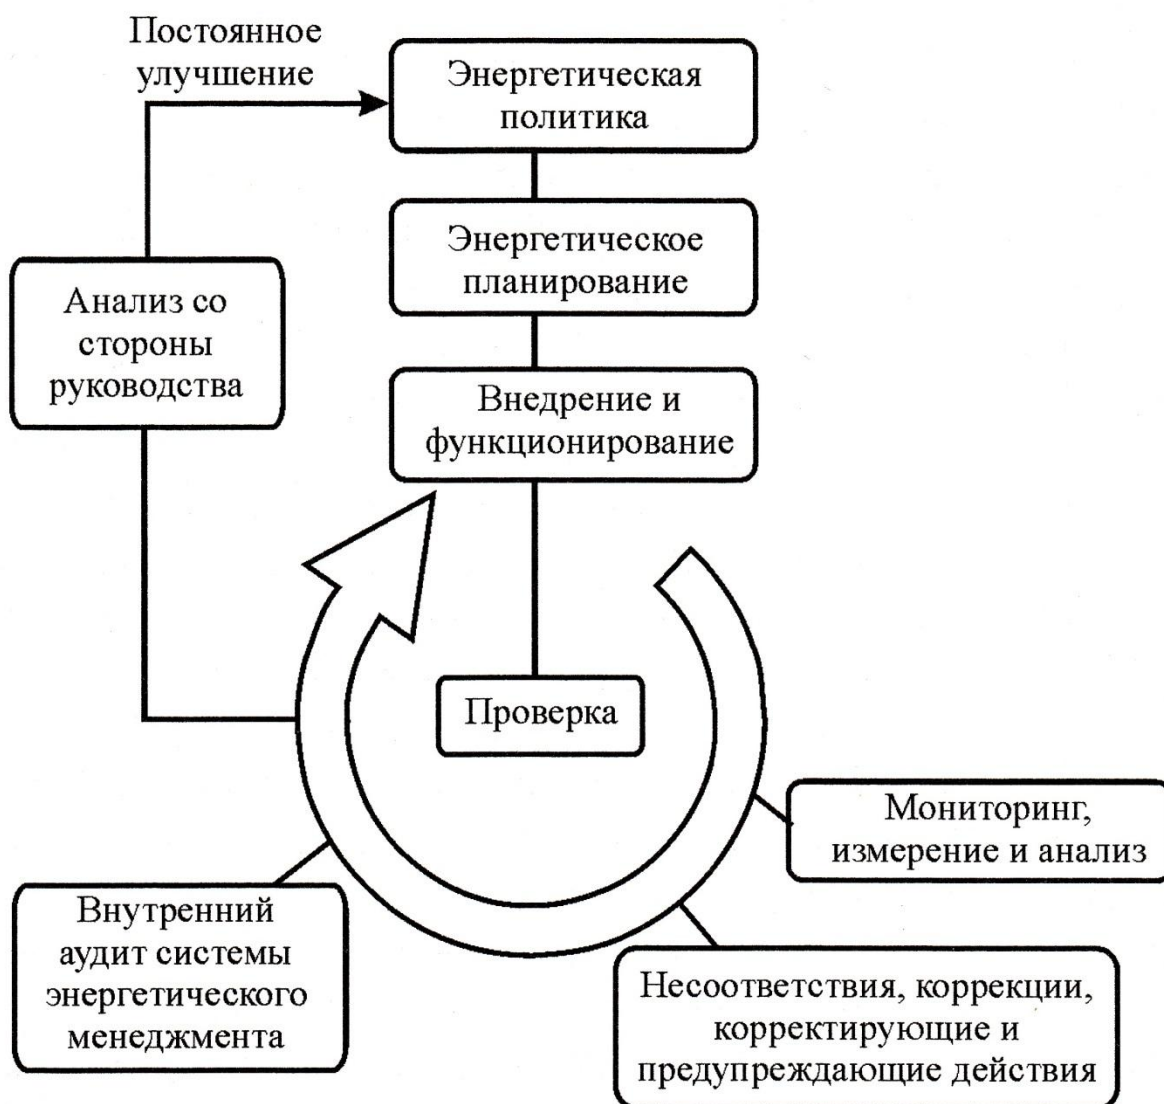 Постоянное
улучшение
Энергетическая
политика
Энергетическое
планирование
Анализ со
стороны
руководства
Внедрение и
функционирование
Проверка
Мониторинг,
измерение и анализ
Внутренний
аудит системы
энергетического
менеджмента
Несоответствия, коррекции,
корректирующие и
предупреждающие действия